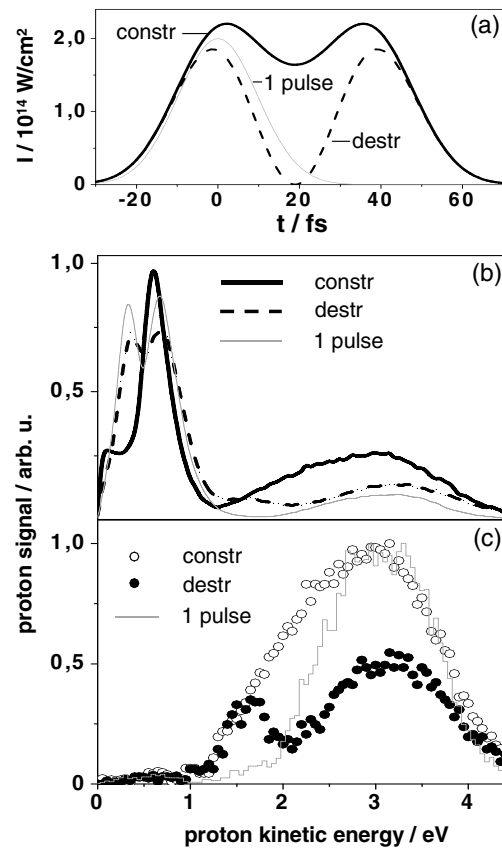 (a)
constr
1 pulse
destr
2,0
1,0
0
I / 10¹⁴ W/cm²
-20 0 20 40 60
t / fs
(b)
1,0
0,5
constr
destr
1 pulse
(c)
1,0
0,5
0
constr
destr
1 pulse
proton signal / arb. u.
0 1 2 3 4
proton kinetic energy / eV